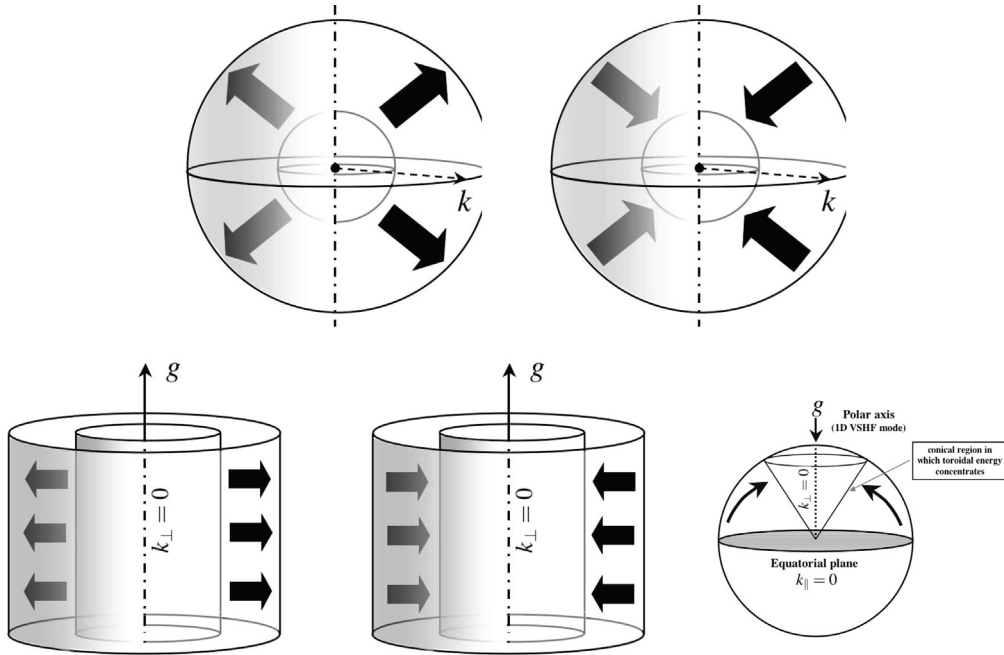 k
k
g
k⊥ = 0
g
k⊥ = 0
g
Polar axis
(1D VSHF mode)
conical region in
which toroidal energy
concentrates
k⊥ = 0
Equatorial plane
k∥ = 0